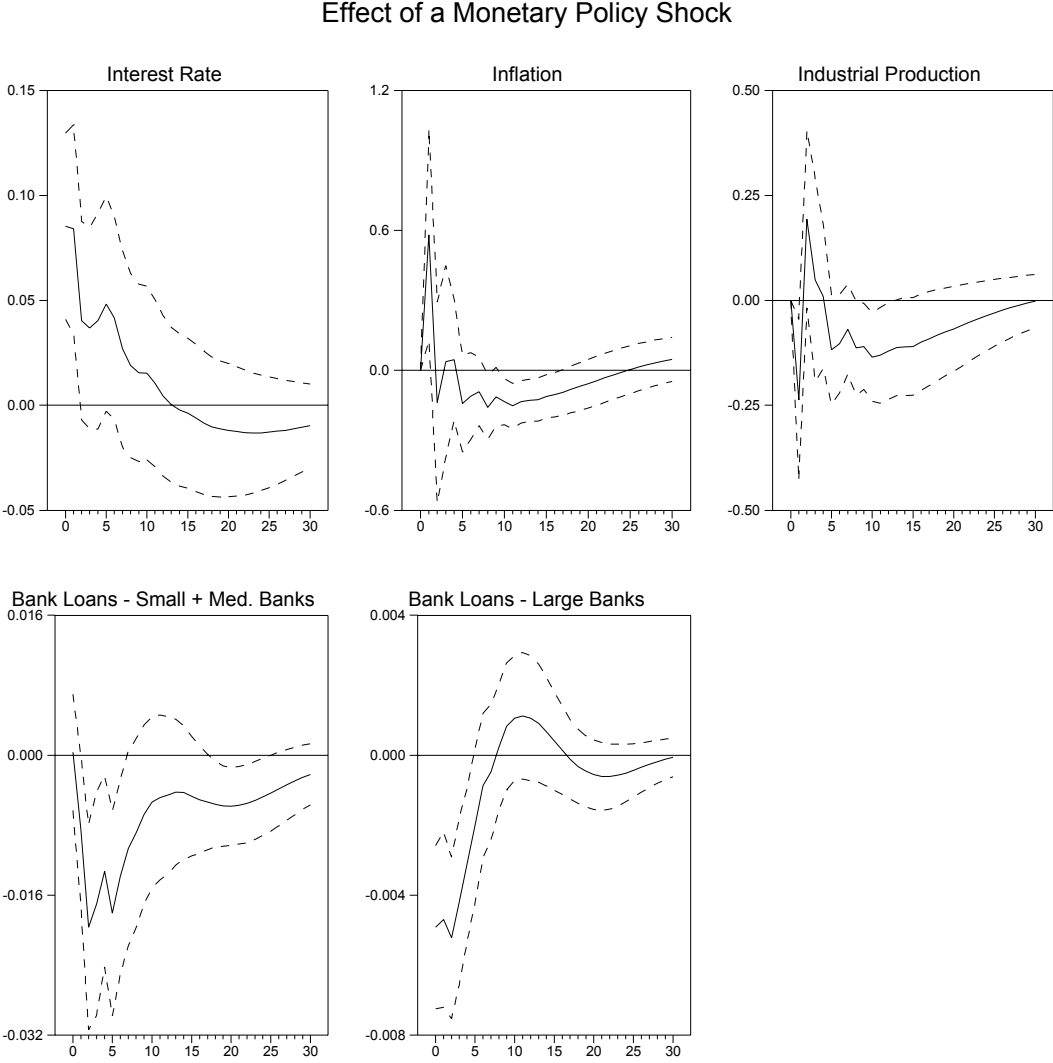 Effect of a Monetary Policy Shock
Interest Rate
0.15
0.10
0.05
0.00
-0.05
0 5 10 15 20 25 30
Inflation
1.2
0.6
0.0
-0.6
0 5 10 15 20 25 30
Industrial Production
0.50
0.25
0.00
-0.25
-0.50
0 5 10 15 20 25 30
Bank Loans - Small + Med. Banks
0.016
0.000
-0.016
-0.032
0 5 10 15 20 25 30
Bank Loans - Large Banks
0.004
0.000
-0.004
-0.008
0 5 10 15 20 25 30